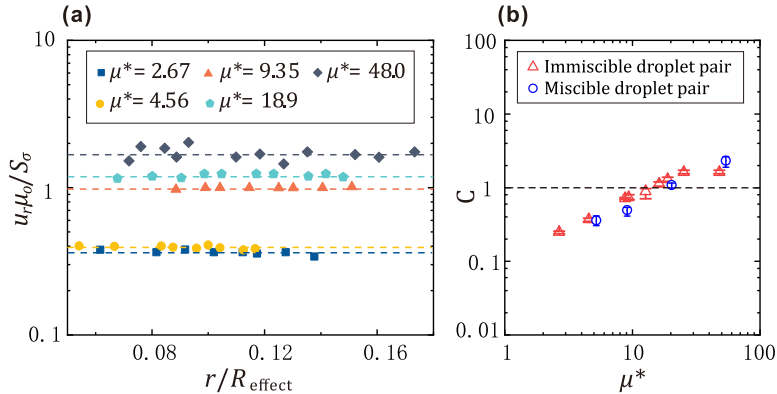 (a)
10
μ*= 2.67 μ*= 9.35 μ*= 48.0
μ*= 4.56 μ*= 18.9
1
0.1
u_rμ_o/S_σ
0.08 0.12 0.16
r/R_effect
(b)
100
Immiscible droplet pair
Miscible droplet pair
10
1
0.1
0.01
C
1 10 100
μ*